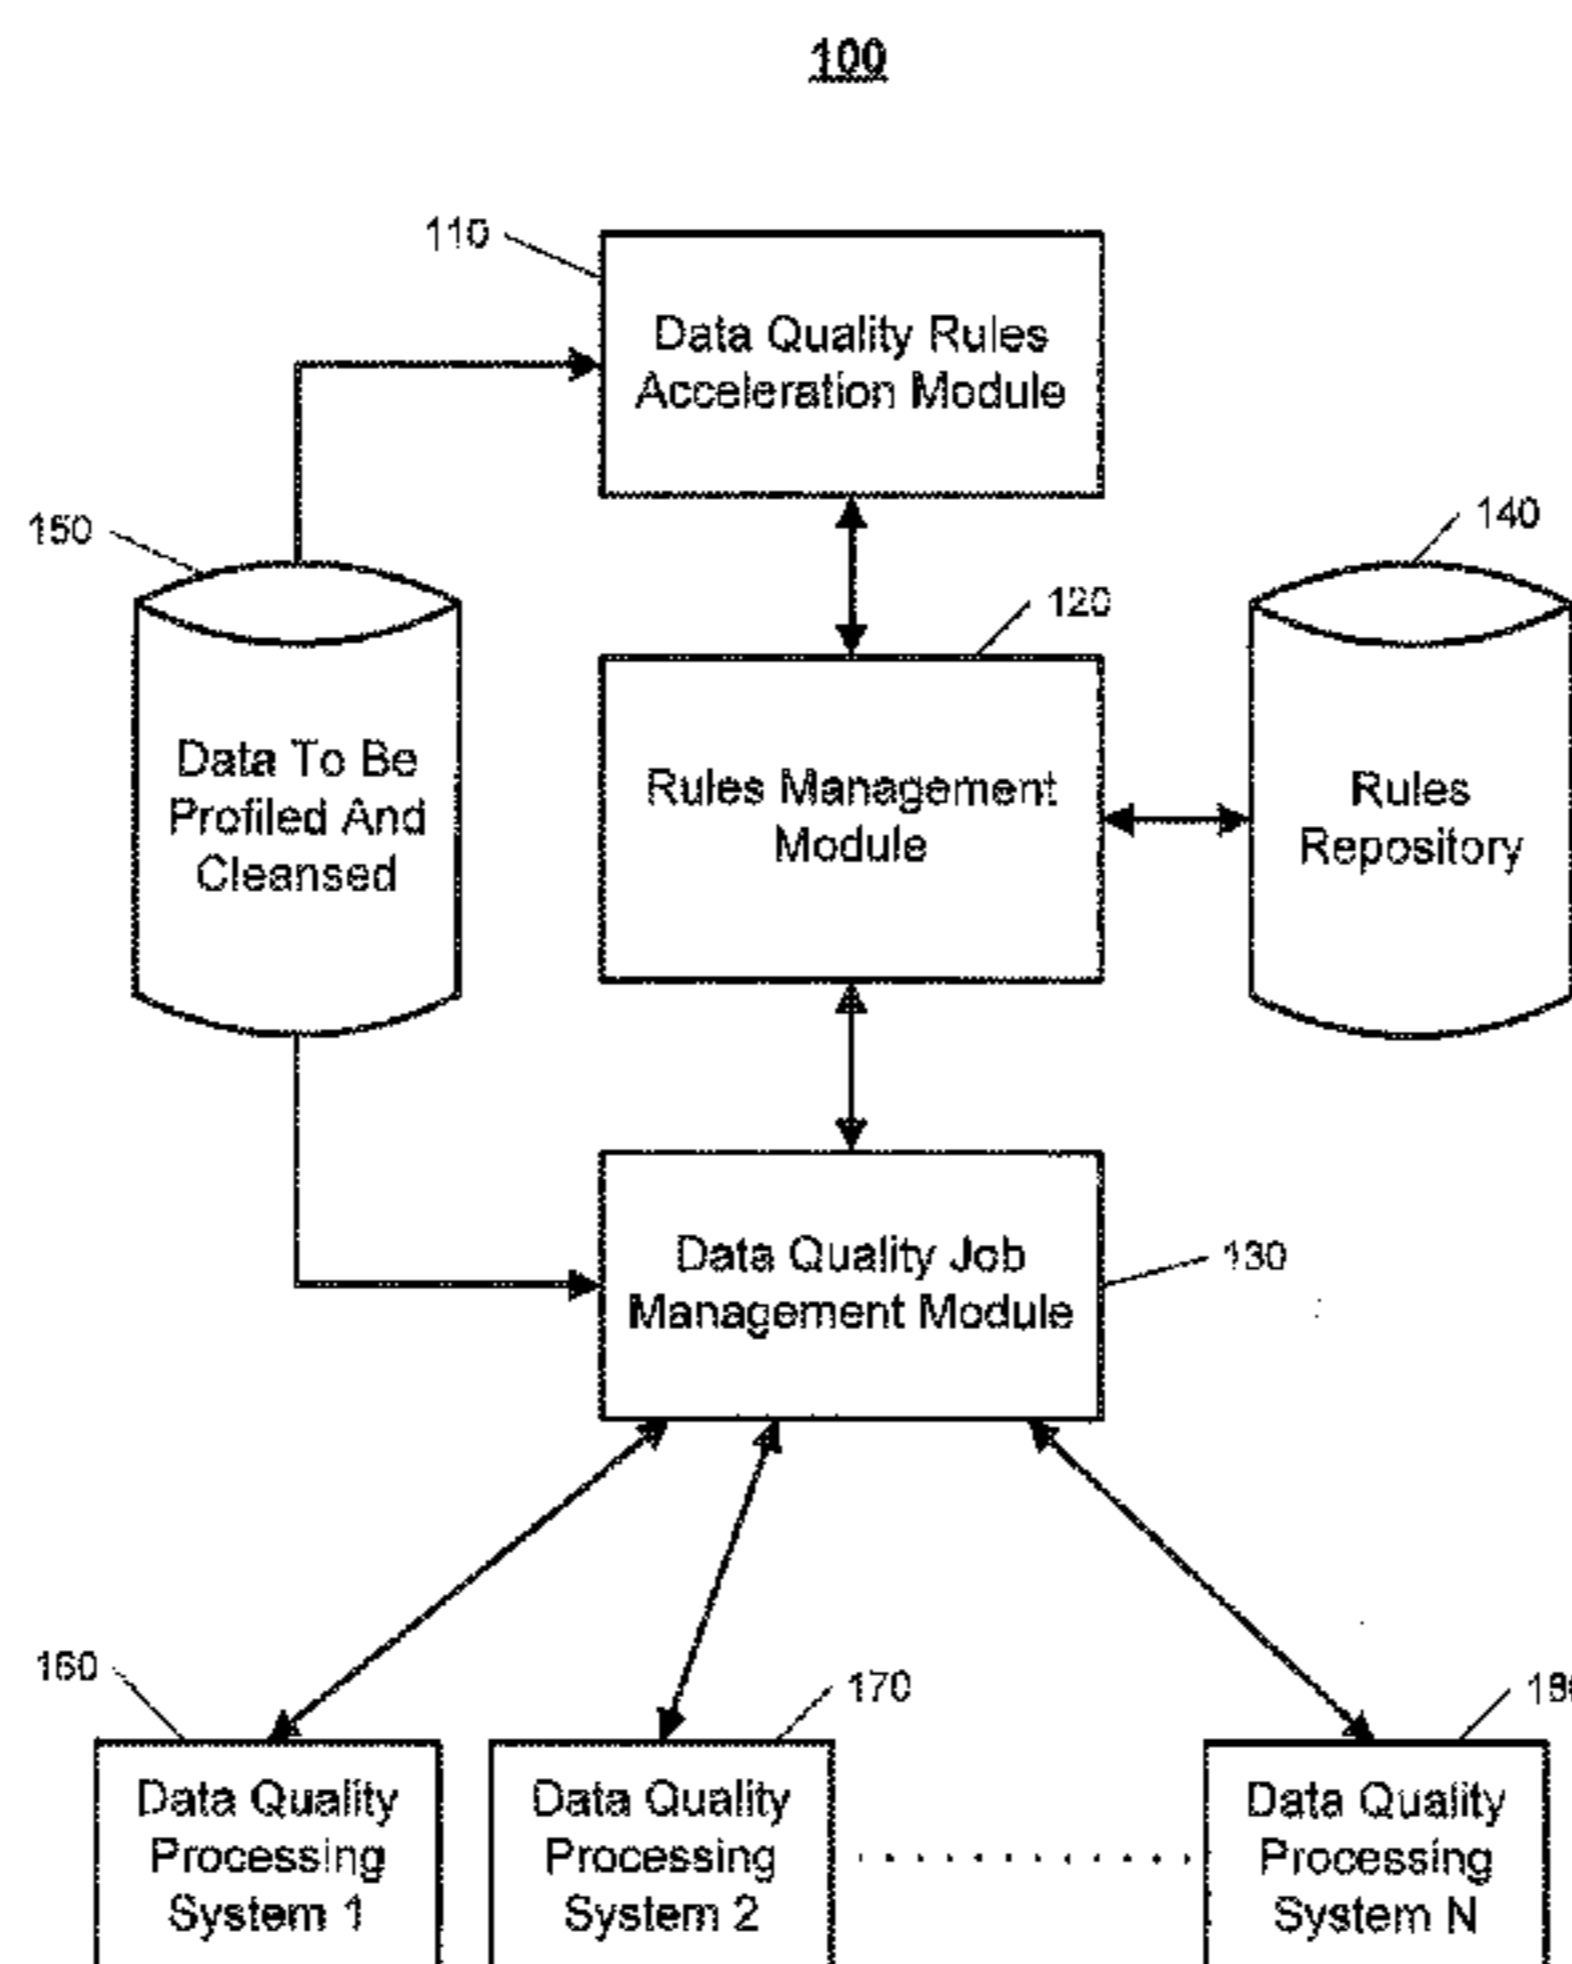 100
110
Data Quality Rules
Acceleration Module
150
140
120
Data To Be
Profiled And
Cleansed
Rules Management
Module
Rules
Repository
Data Quality Job
Management Module
130
160
170
Data Quality
Processing
System 1
Data Quality
Processing
System 2
Data Quality
Processing
System N